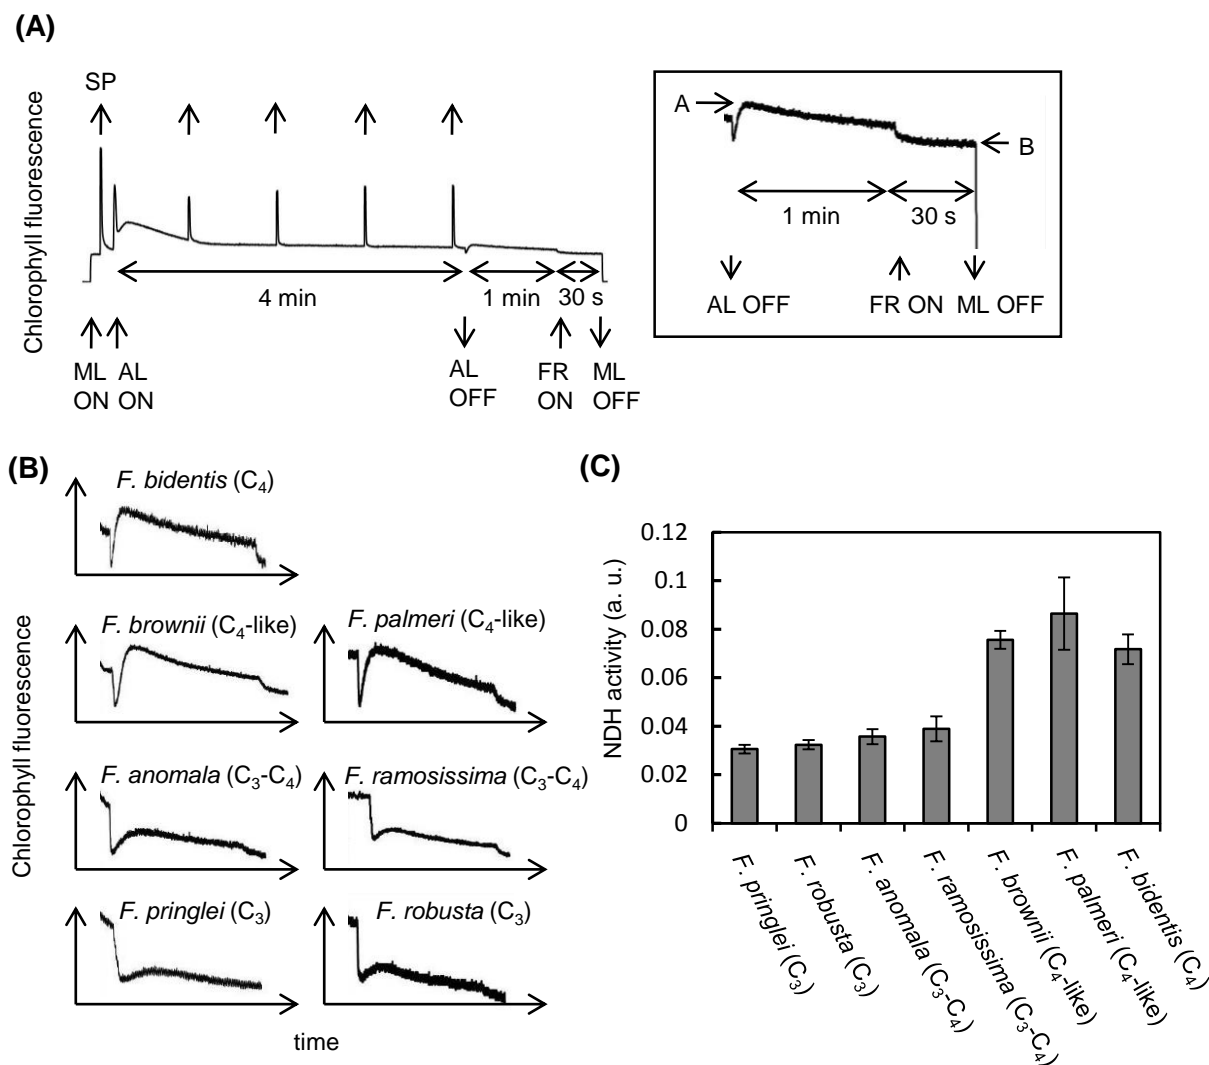 (A)
SP
Chlorophyll fluorescence
4 min
1 min
30 s
ML ON
AL ON
AL OFF
FR ON
ML OFF
A
B
1 min
30 s
AL OFF
FR ON
ML OFF
(B)
F. bidentis (C₄)
F. brownii (C₄-like)
F. palmeri (C₄-like)
F. anomala (C₃-C₄)
F. ramosissima (C₃-C₄)
F. pringlei (C₃)
F. robusta (C₃)
Chlorophyll fluorescence
time
(C)
NDH activity (a. u.)
0.12
0.1
0.08
0.06
0.04
0.02
0
F. pringlei (C₃)
F. robusta (C₃)
F. anomala (C₃-C₄)
F. ramosissima (C₃-C₄)
F. brownii (C₄-like)
F. palmeri (C₄-like)
F. bidentis (C₄)